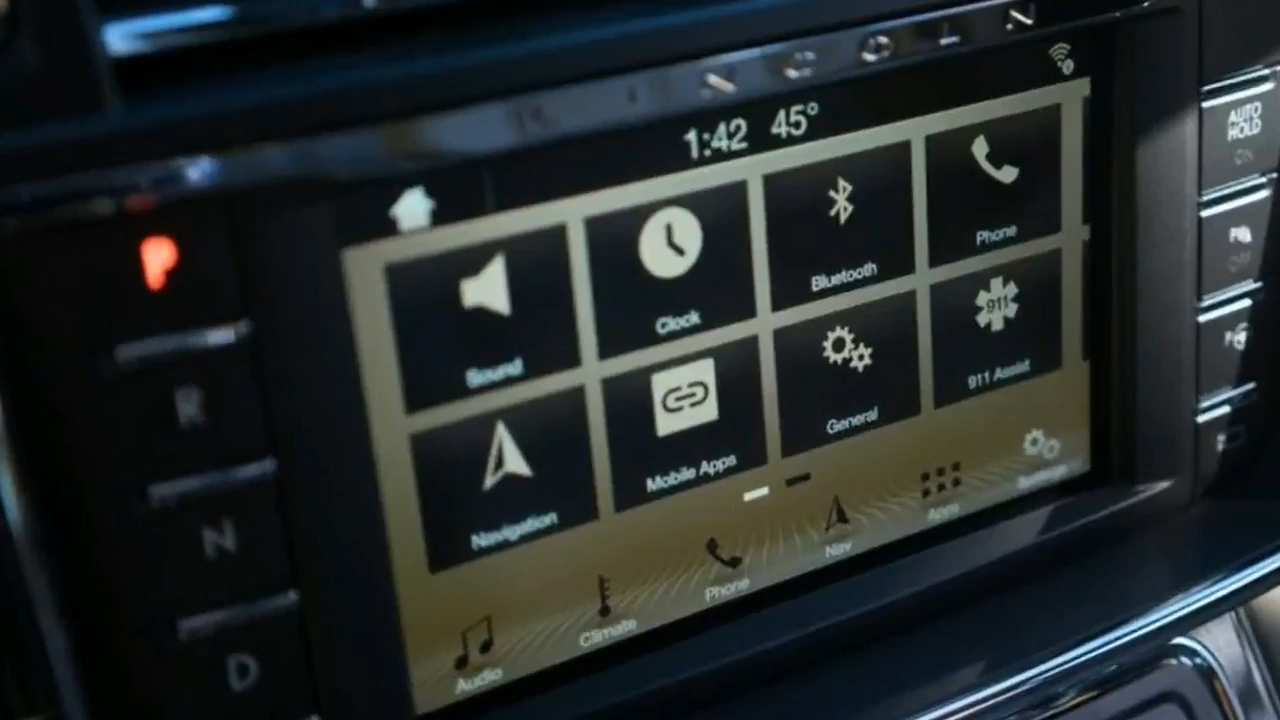 1:42 45°
AUTO
HOLD
P
R
N
D
Sound
Clock
Bluetooth
Phone
Navigation
Mobile Apps
General
911
911 Assist
Audio
Climate
Phone
Nav
Apps
Settings